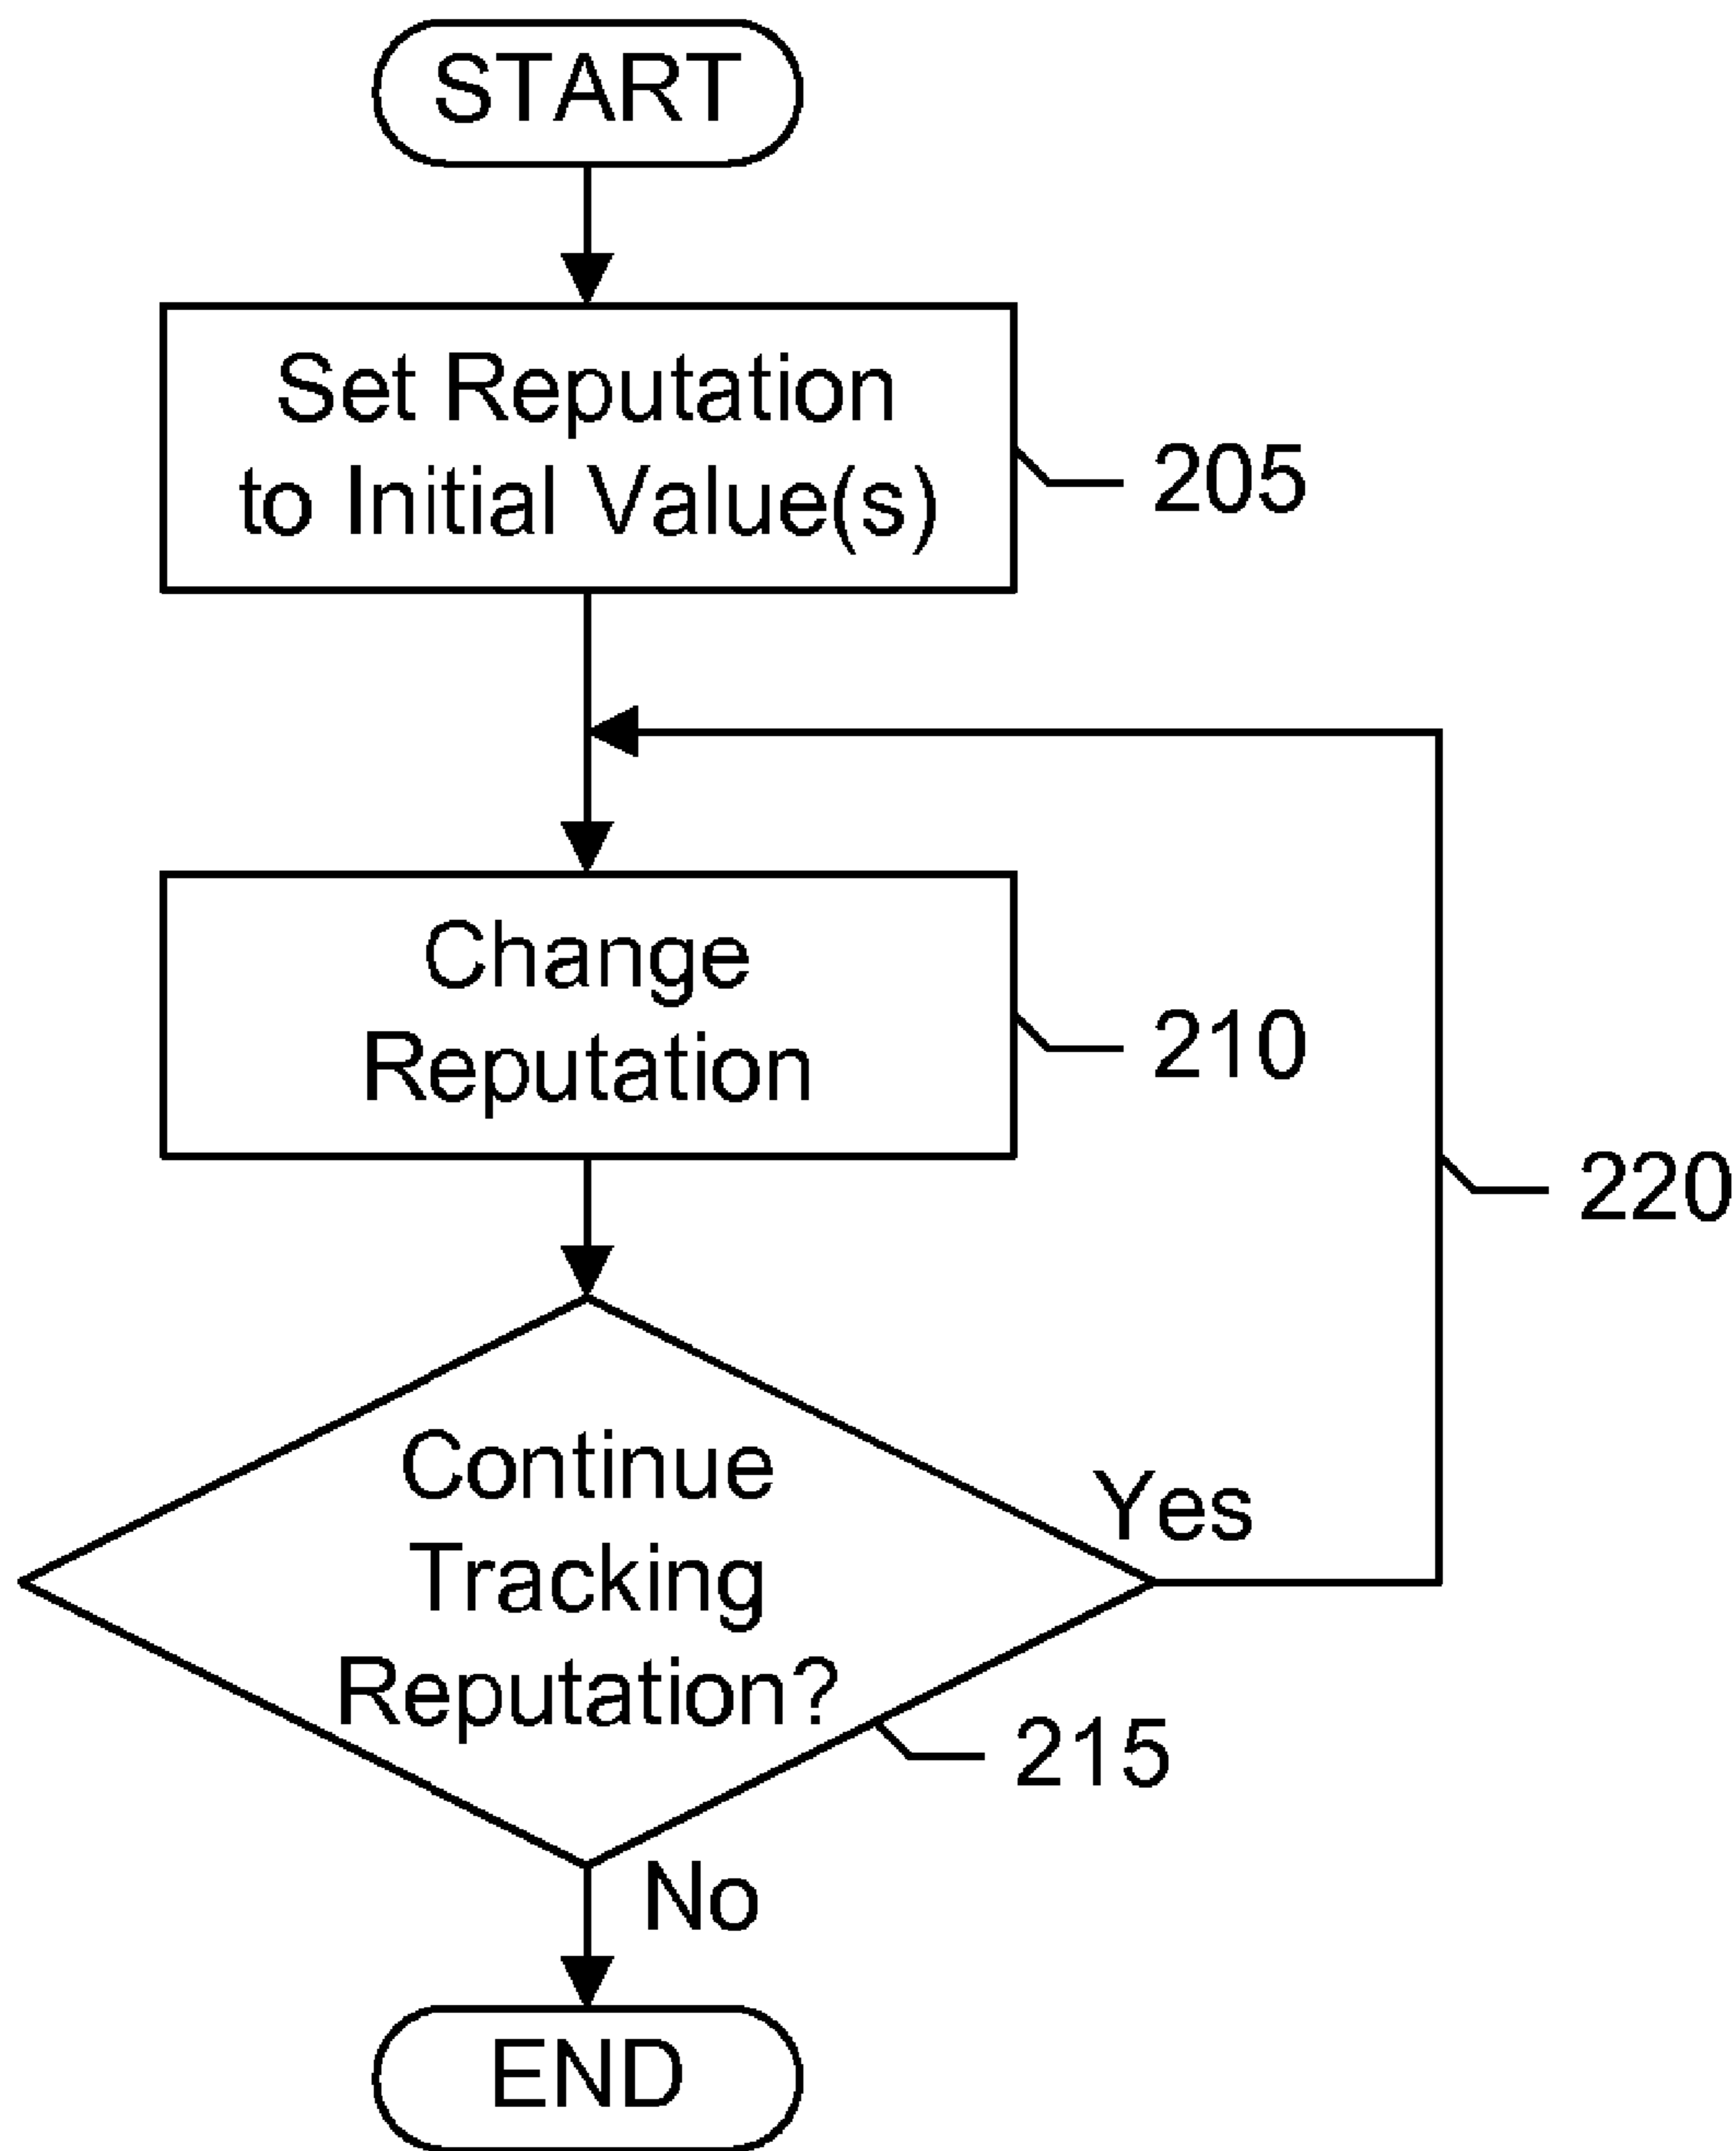 START
Set Reputation
to Initial Value(s)
205
Change
Reputation
210
220
Continue
Tracking
Reputation?
Yes
215
No
END